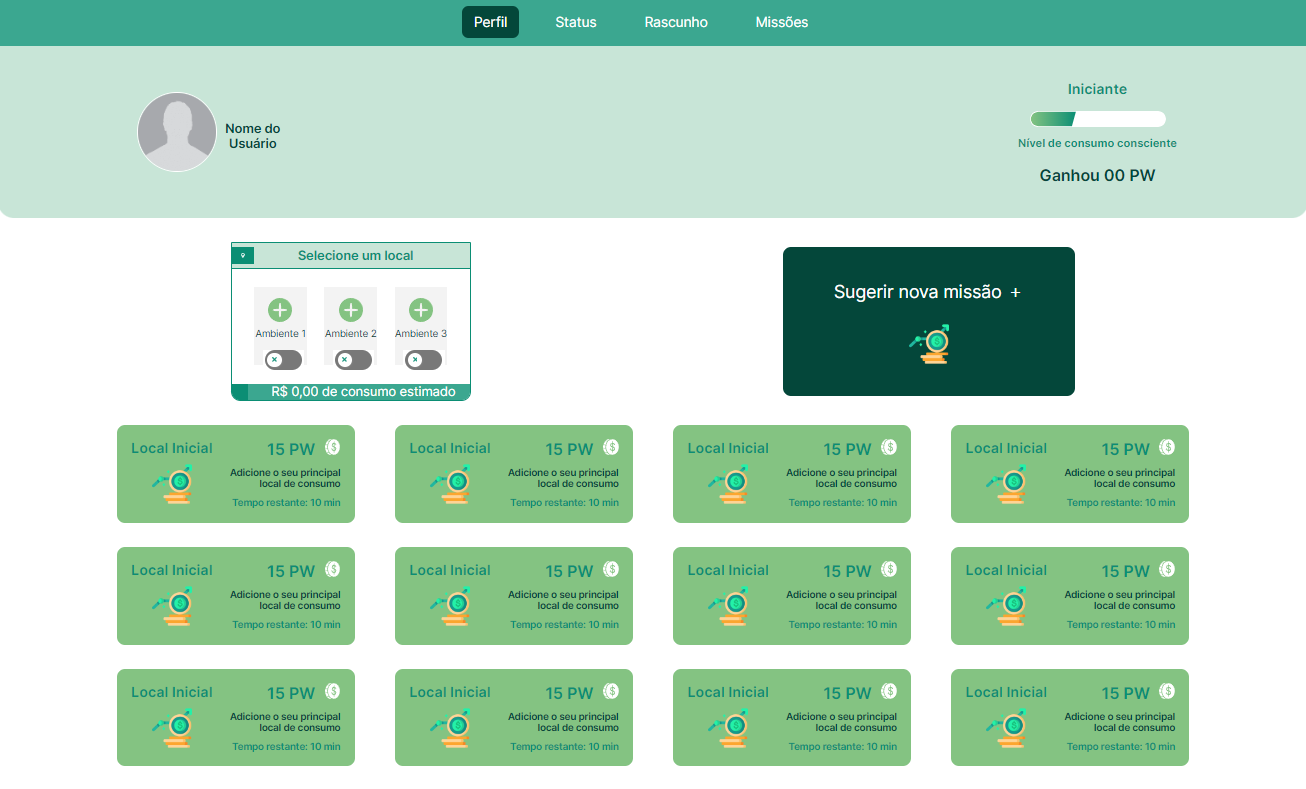 Perfil Status Rascunho Missões
Iniciante
Nome do
Usuário
Nível de consumo consciente
Ganhou 00 PW
Selecione um local
Ambiente 1 Ambiente 2 Ambiente 3
R$ 0,00 de consumo estimado
Sugerir nova missão +
Local Inicial 15 PW
Adicione o seu principal
local de consumo
Tempo restante: 10 min
Local Inicial 15 PW
Adicione o seu principal
local de consumo
Tempo restante: 10 min
Local Inicial 15 PW
Adicione o seu principal
local de consumo
Tempo restante: 10 min
Local Inicial 15 PW
Adicione o seu principal
local de consumo
Tempo restante: 10 min
Local Inicial 15 PW
Adicione o seu principal
local de consumo
Tempo restante: 10 min
Local Inicial 15 PW
Adicione o seu principal
local de consumo
Tempo restante: 10 min
Local Inicial 15 PW
Adicione o seu principal
local de consumo
Tempo restante: 10 min
Local Inicial 15 PW
Adicione o seu principal
local de consumo
Tempo restante: 10 min
Local Inicial 15 PW
Adicione o seu principal
local de consumo
Tempo restante: 10 min
Local Inicial 15 PW
Adicione o seu principal
local de consumo
Tempo restante: 10 min
Local Inicial 15 PW
Adicione o seu principal
local de consumo
Tempo restante: 10 min
Local Inicial 15 PW
Adicione o seu principal
local de consumo
Tempo restante: 10 min